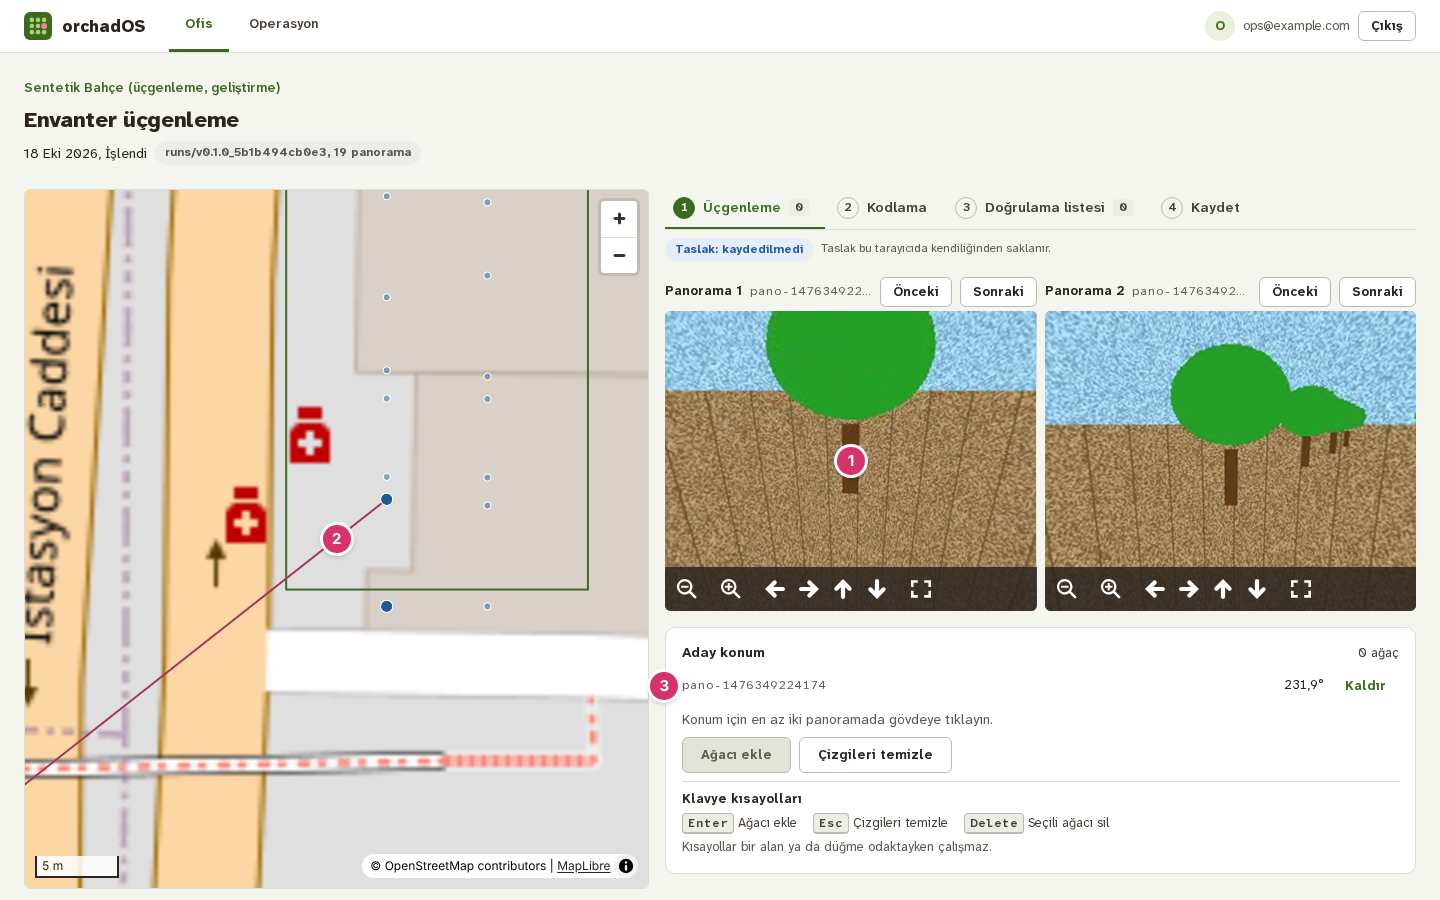 orchadOS
Ofis
Operasyon
O
ops@example.com
Çıkış
Sentetik Bahçe (üçgenleme, geliştirme)
Envanter üçgenleme
18 Eki 2026, İşlendi
runs/v0.1.0_5b1b494cb0e3, 19 panorama
İstasyon Caddesi
2
5 m
© OpenStreetMap contributors | MapLibre
1 Üçgenleme 0
2 Kodlama
3 Doğrulama listesi 0
4 Kaydet
Taslak: kaydedilmedi
Taslak bu tarayıcıda kendiliğinden saklanır.
Panorama 1 pano-147634922…
Önceki
Sonraki
Panorama 2 pano-14763492…
Önceki
Sonraki
1
Aday konum
0 ağaç
3
pano-1476349224174
231,9°
Kaldır
Konum için en az iki panoramada gövdeye tıklayın.
Ağacı ekle
Çizgileri temizle
Klavye kısayolları
Enter Ağacı ekle
Esc Çizgileri temizle
Delete Seçili ağacı sil
Kısayollar bir alan ya da düğme odaktayken çalışmaz.